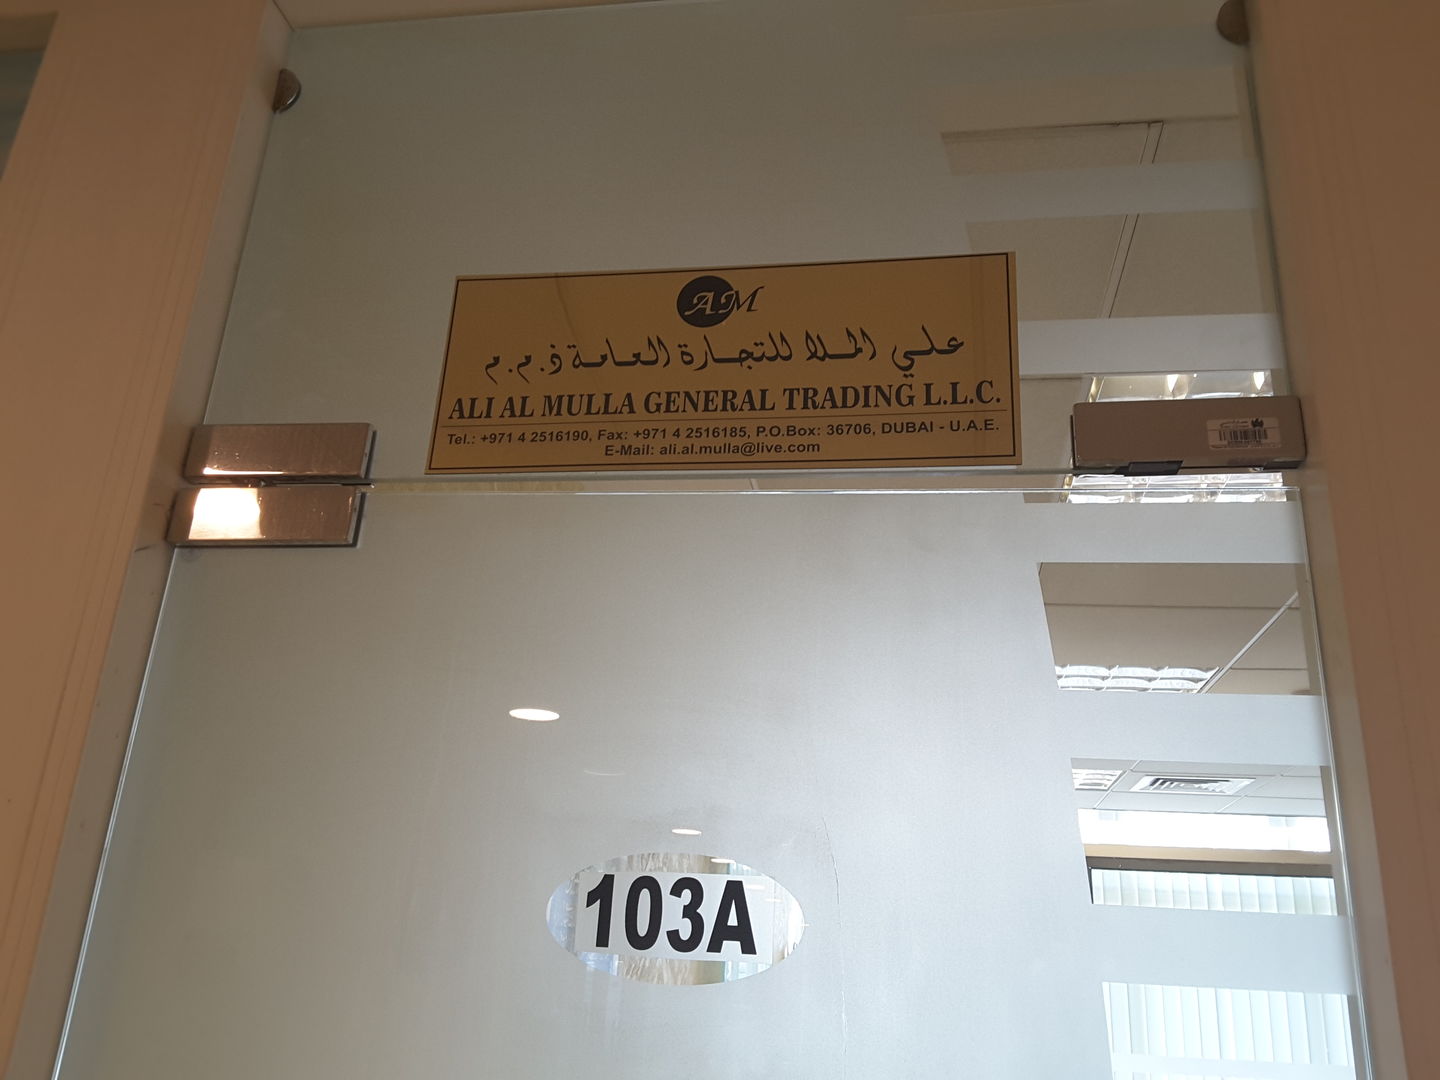 AM
علي الملا للتجارة العامة ذ.م.م
ALI AL MULLA GENERAL TRADING L.L.C.
Tel.: +971 4 2516190, Fax: +971 4 2516185, P.O.Box: 36706, DUBAI - U.A.E.
E-Mail: ali.al.mulla@live.com
103A